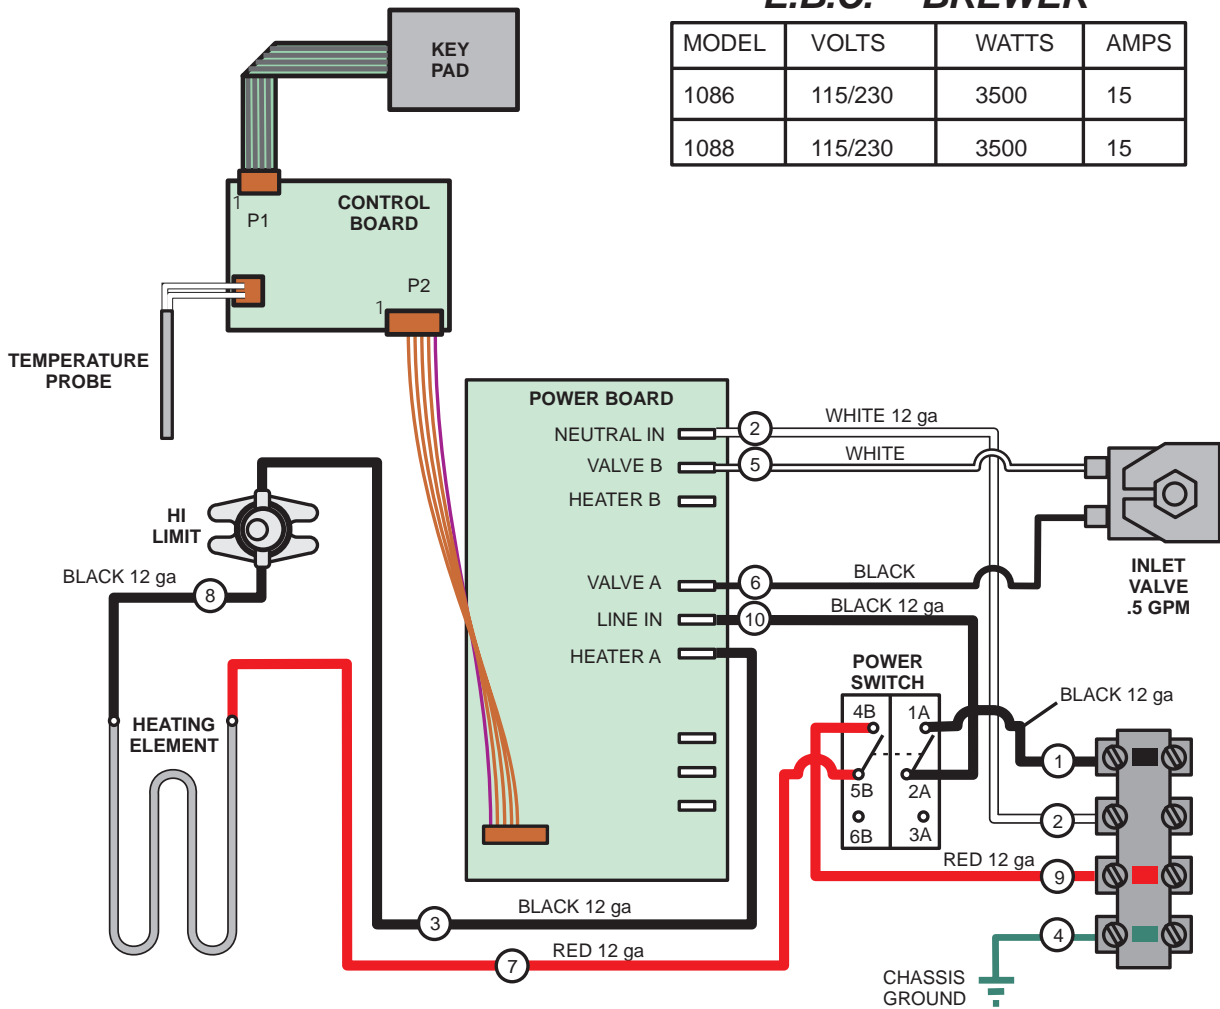 E.B.C. BREWER
MODEL VOLTS WATTS AMPS
1086 115/230 3500 15
1088 115/230 3500 15
KEY
PAD
1
P1
CONTROL
BOARD
P2
1
TEMPERATURE
PROBE
POWER BOARD
NEUTRAL IN
VALVE B
HEATER B
VALVE A
LINE IN
HEATER A
2
WHITE 12 ga
5
WHITE
6
BLACK
10
BLACK 12 ga
INLET
VALVE
.5 GPM
HI
LIMIT
BLACK 12 ga
8
HEATING
ELEMENT
POWER
SWITCH
4B 1A
5B 2A
6B 3A
BLACK 12 ga
1
2
RED 12 ga
9
4
CHASSIS
GROUND
BLACK 12 ga
3
RED 12 ga
7